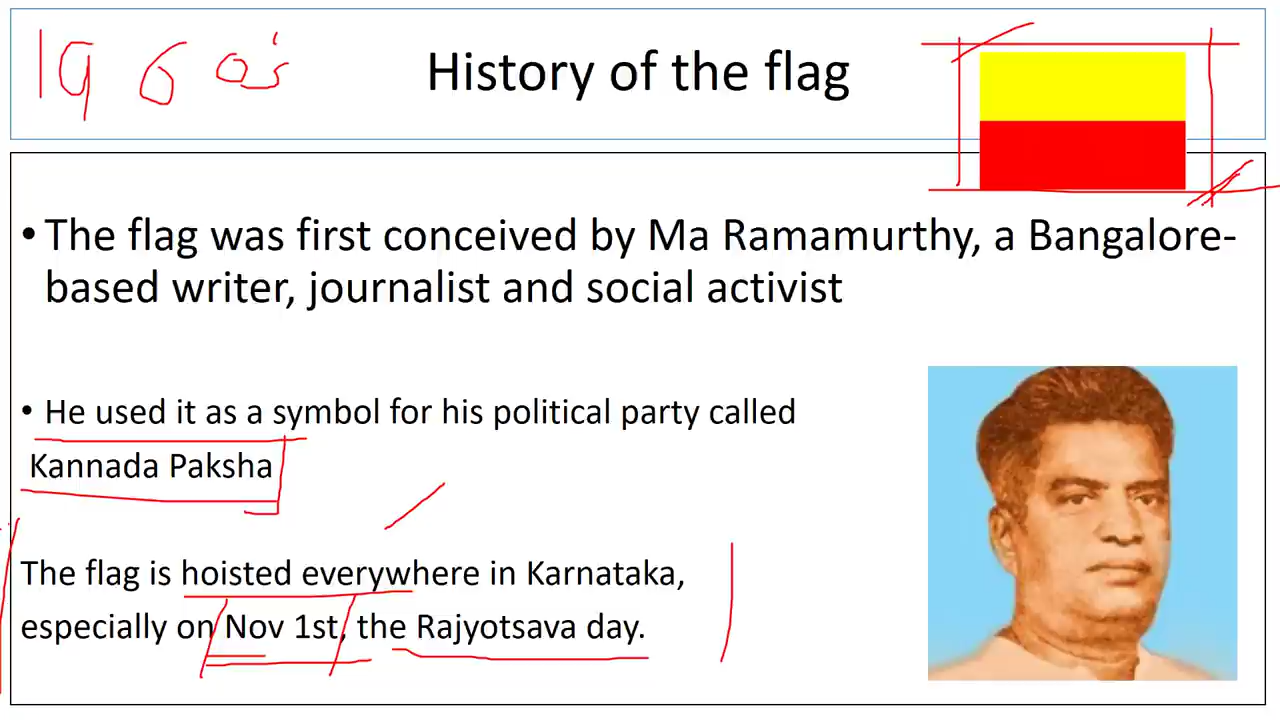 1960's
History of the flag
• The flag was first conceived by Ma Ramamurthy, a Bangalore-
based writer, journalist and social activist
• He used it as a symbol for his political party called
Kannada Paksha
The flag is hoisted everywhere in Karnataka,
especially on Nov 1st, the Rajyotsava day.